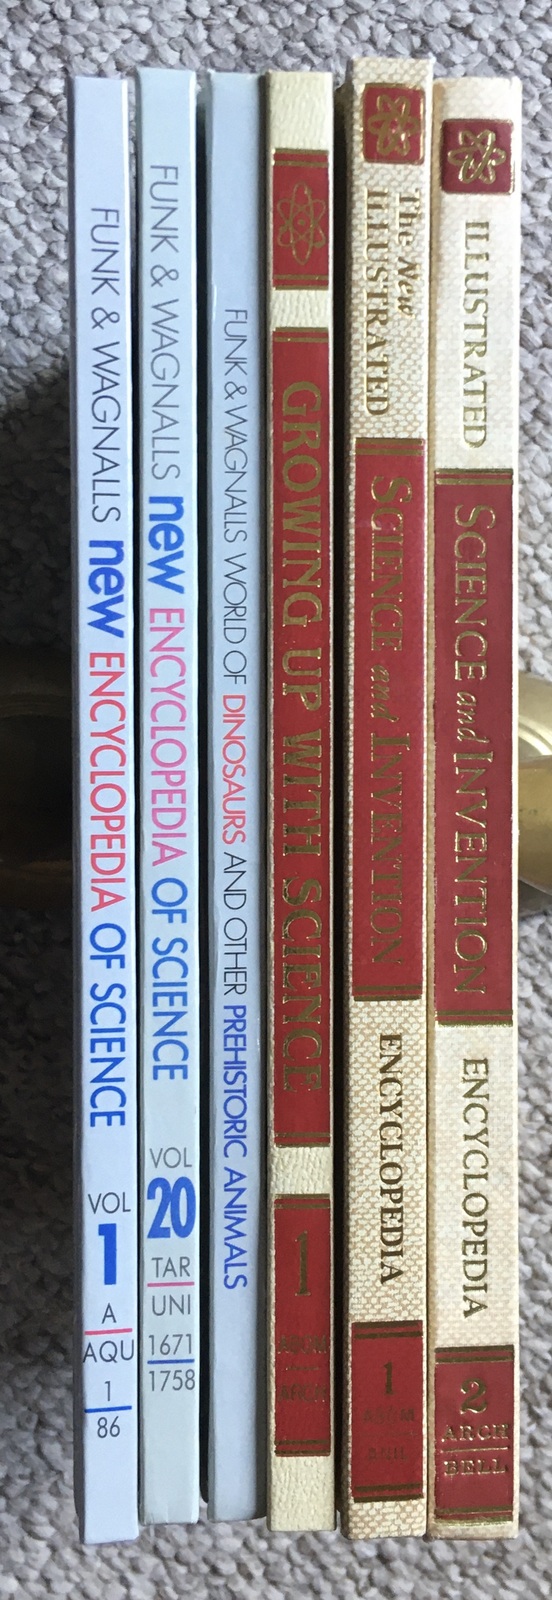 FUNK & WAGNALLS new ENCYCLOPEDIA OF SCIENCE
VOL
1
A
AQU
1
86
FUNK & WAGNALLS new ENCYCLOPEDIA OF SCIENCE
VOL
20
TAR
UNI
1671
1758
FUNK & WAGNALLS WORLD OF DINOSAURS AND OTHER PREHISTORIC ANIMALS
GROWING UP WITH SCIENCE
1
The New
ILLUSTRATED
SCIENCE and INVENTION
ENCYCLOPEDIA
1
ILLUSTRATED
SCIENCE and INVENTION
ENCYCLOPEDIA
2
ARCH
BELL